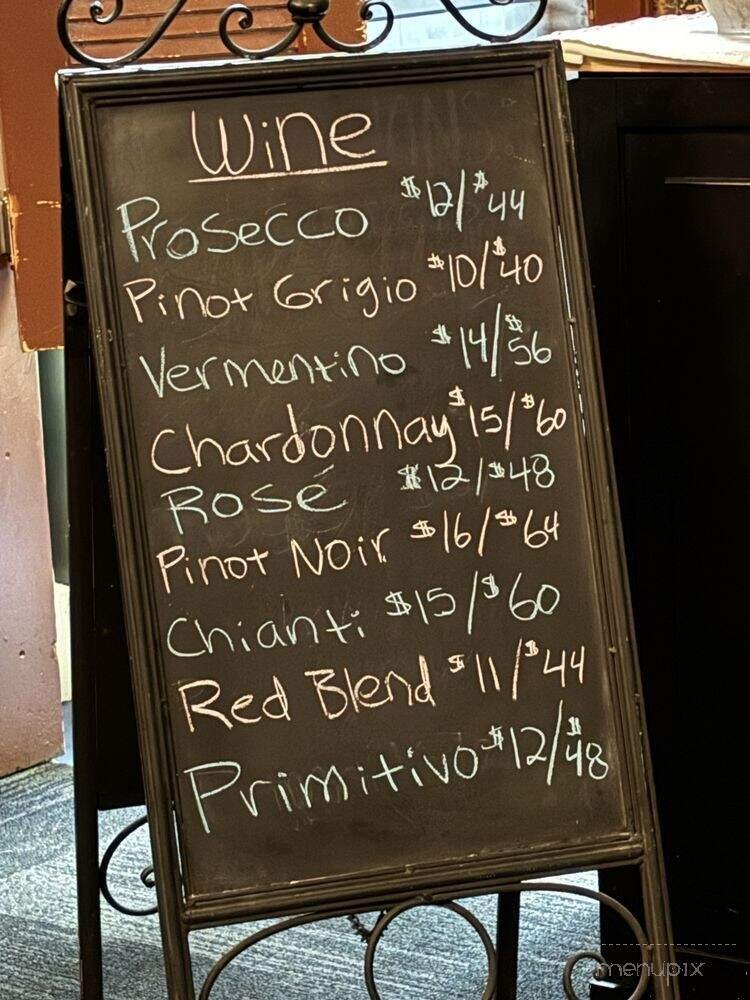 Wine
Prosecco $12/$44
Pinot Grigio $10/$40
Vermentino $14/$56
Chardonnay $15/$60
Rosé $12/$48
Pinot Noir $16/$64
Chianti $15/$60
Red Blend $11/$44
Primitivo $12/$48
menupix